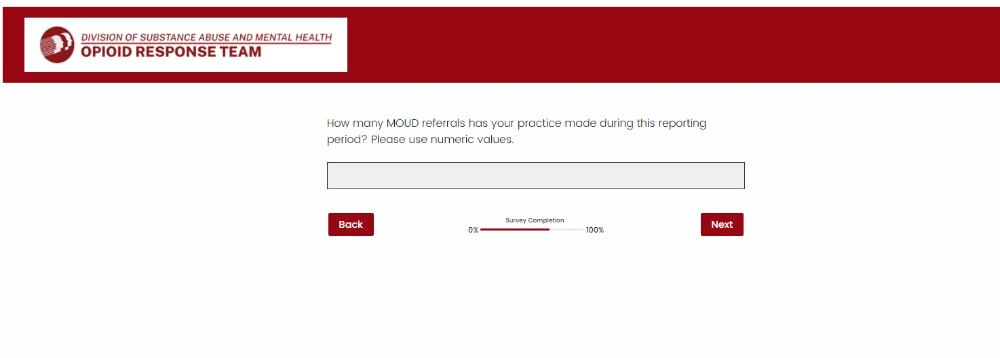 DIVISION OF SUBSTANCE ABUSE AND MENTAL HEALTH
OPIOID RESPONSE TEAM
How many MOUD referrals has your practice made during this reporting
period? Please use numeric values.
Back
Survey Completion
0% 100%
Next